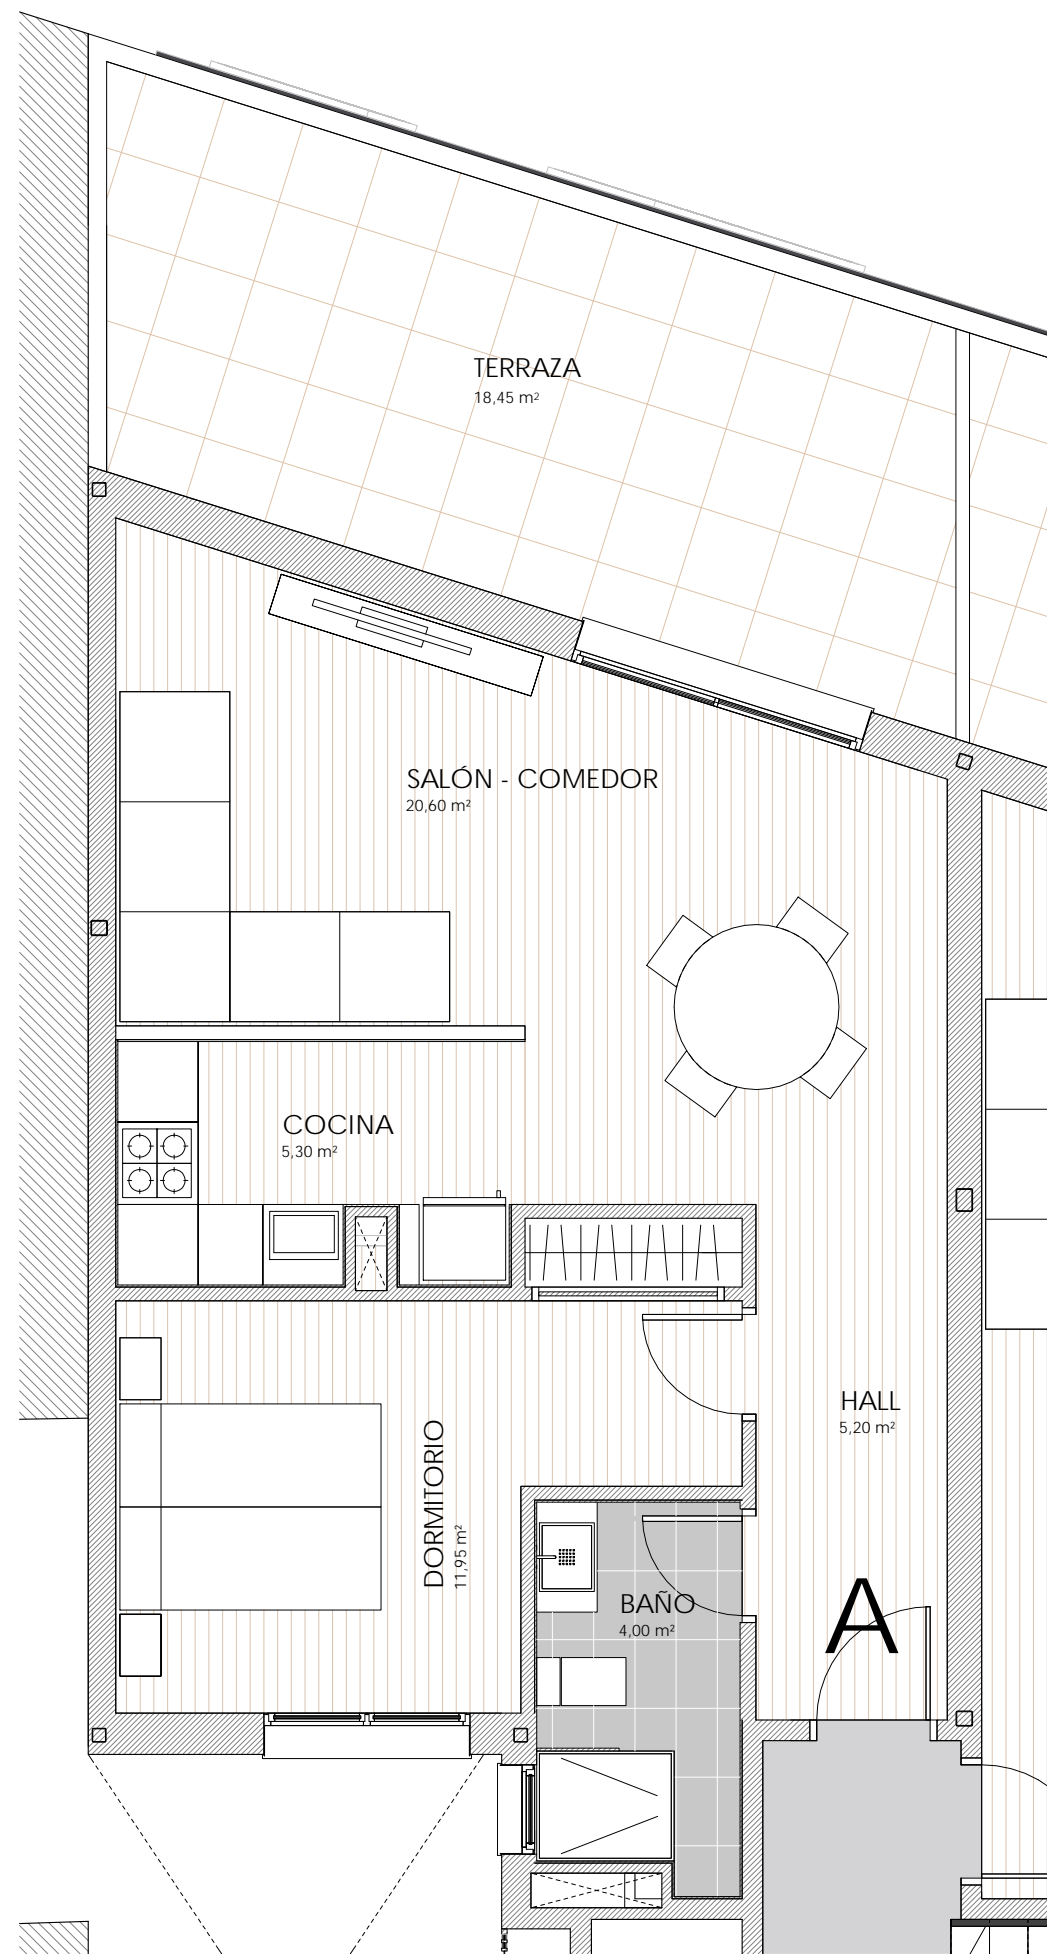 TERRAZA
18,45 m²
SALÓN - COMEDOR
20,60 m²
COCINA
5,30 m²
HALL
5,20 m²
DORMITORIO
11,95 m²
BAÑO
4,00 m²
A